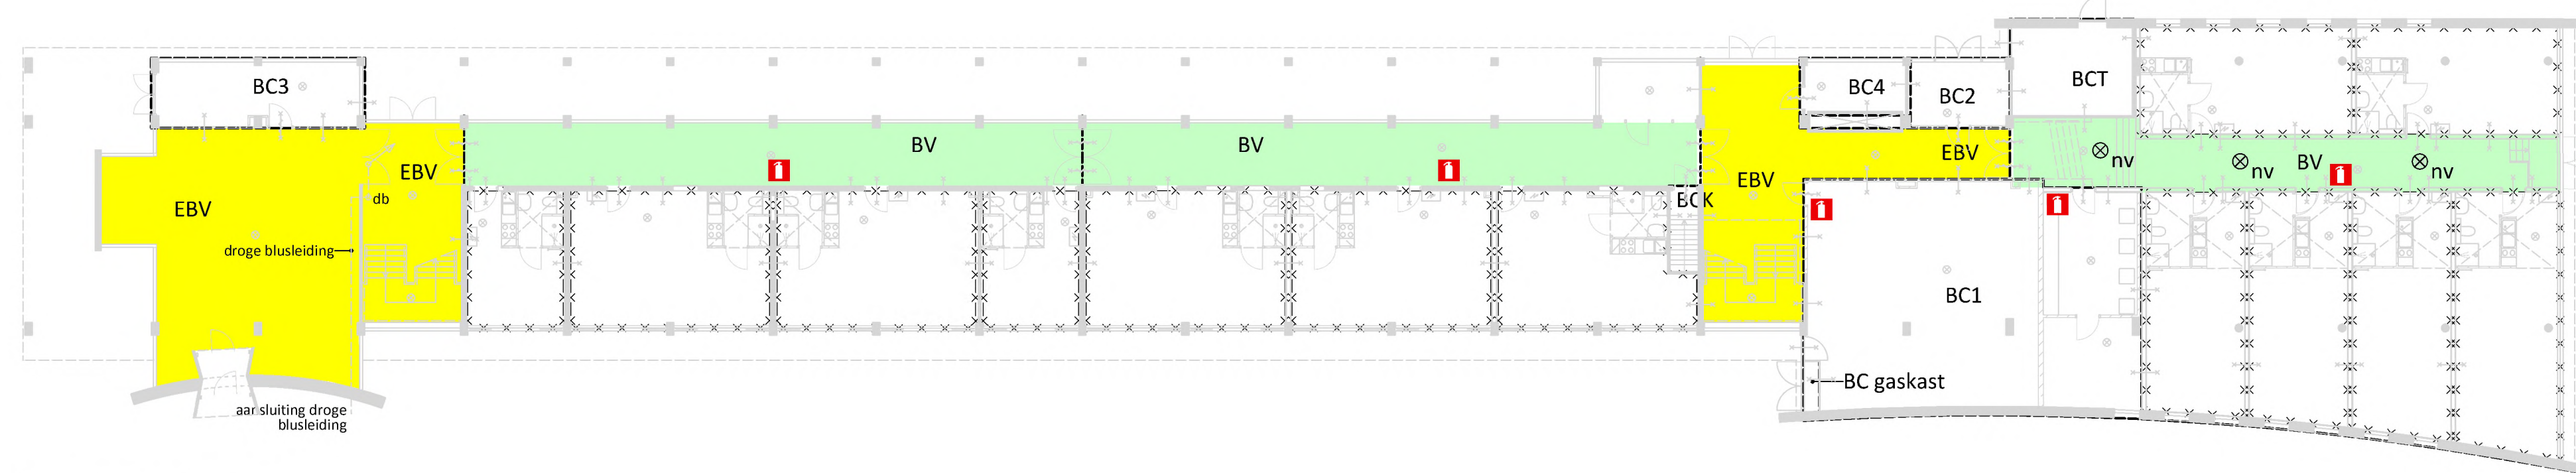 BC3
EBV
EBV
db
droge blusleiding
aansluiting droge
blusleiding
BV
BV
BCK
EBV
EBV
BC4
BC2
BCT
nv
nv
BV
nv
BC1
BC gaskast